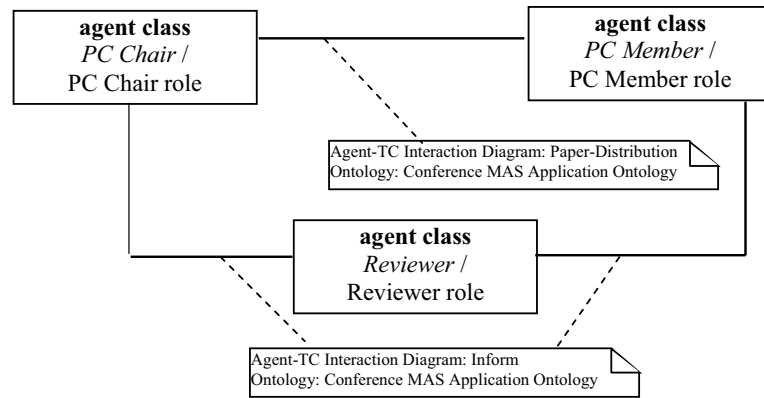 agent class
PC Chair /
PC Chair role
agent class
PC Member /
PC Member role
Agent-TC Interaction Diagram: Paper-Distribution
Ontology: Conference MAS Application Ontology
agent class
Reviewer /
Reviewer role
Agent-TC Interaction Diagram: Inform
Ontology: Conference MAS Application Ontology